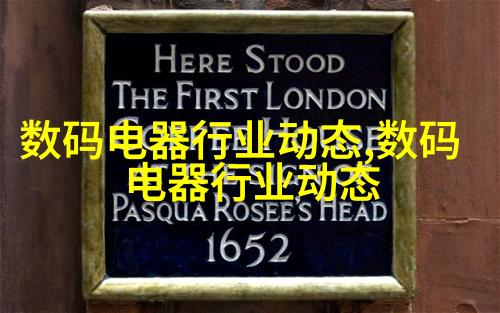 HERE STOOD
THE FIRST LONDON
数码电器行业动态,数码
电器行业动态
PASQUA ROSEE'S HEAD
1652